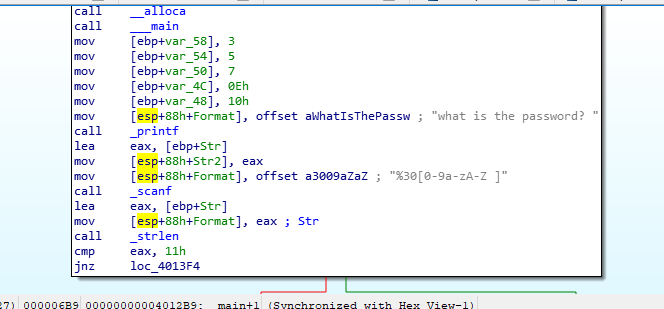 call __alloca
call ___main
mov [ebp+var_58], 3
mov [ebp+var_54], 5
mov [ebp+var_50], 7
mov [ebp+var_4C], 0Eh
mov [ebp+var_48], 10h
mov [esp+88h+Format], offset aWhatIsThePassw ; "what is the password? "
call _printf
lea eax, [ebp+Str]
mov [esp+88h+Str2], eax
mov [esp+88h+Format], offset a3009aZaZ ; "%30[0-9a-zA-Z ]"
call _scanf
lea eax, [ebp+Str]
mov [esp+88h+Format], eax ; Str
call _strlen
cmp eax, 11h
jnz loc_4013F4
27) 000006B9 00000000004012B9: _main+1 (Synchronized with Hex View-1)